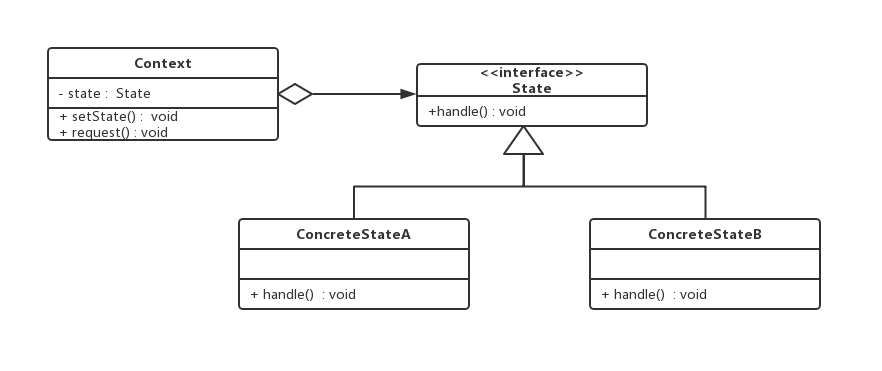 Context
- state :  State
+ setState() :  void
+ request() : void
<<interface>>
State
+handle() : void
ConcreteStateA
+ handle()  : void
ConcreteStateB
+ handle()  : void